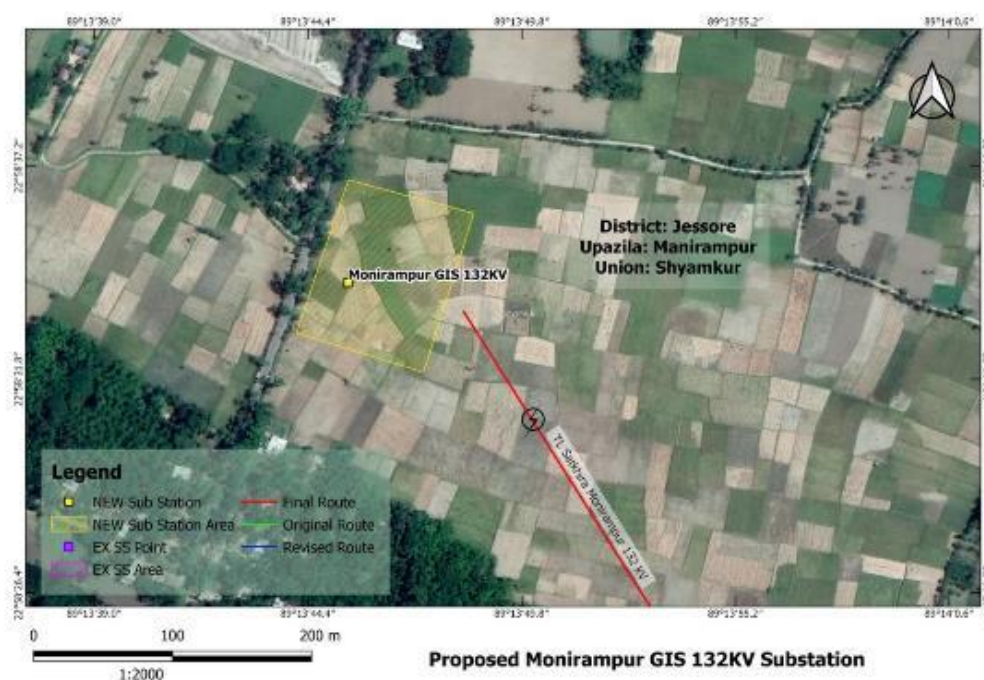 89°13'39.0" 89°13'44.4" 89°13'49.8" 89°13'55.2" 89°14'0.6"
22°58'37.2"
22°58'31.8"
22°58'26.4"
District: Jessore
Upazila: Manirampur
Union: Shyamkur
Monirampur GIS 132KV
TL Satkhira Monirampur 132 KV
Legend
NEW Sub Station
NEW Sub Station Area
EX SS Point
EX SS Area
Final Route
Original Route
Revised Route
89°13'39.0" 89°13'44.4" 89°13'49.8" 89°13'55.2" 89°14'0.6"
0 100 200 m
1:2000
Proposed Monirampur GIS 132KV Substation